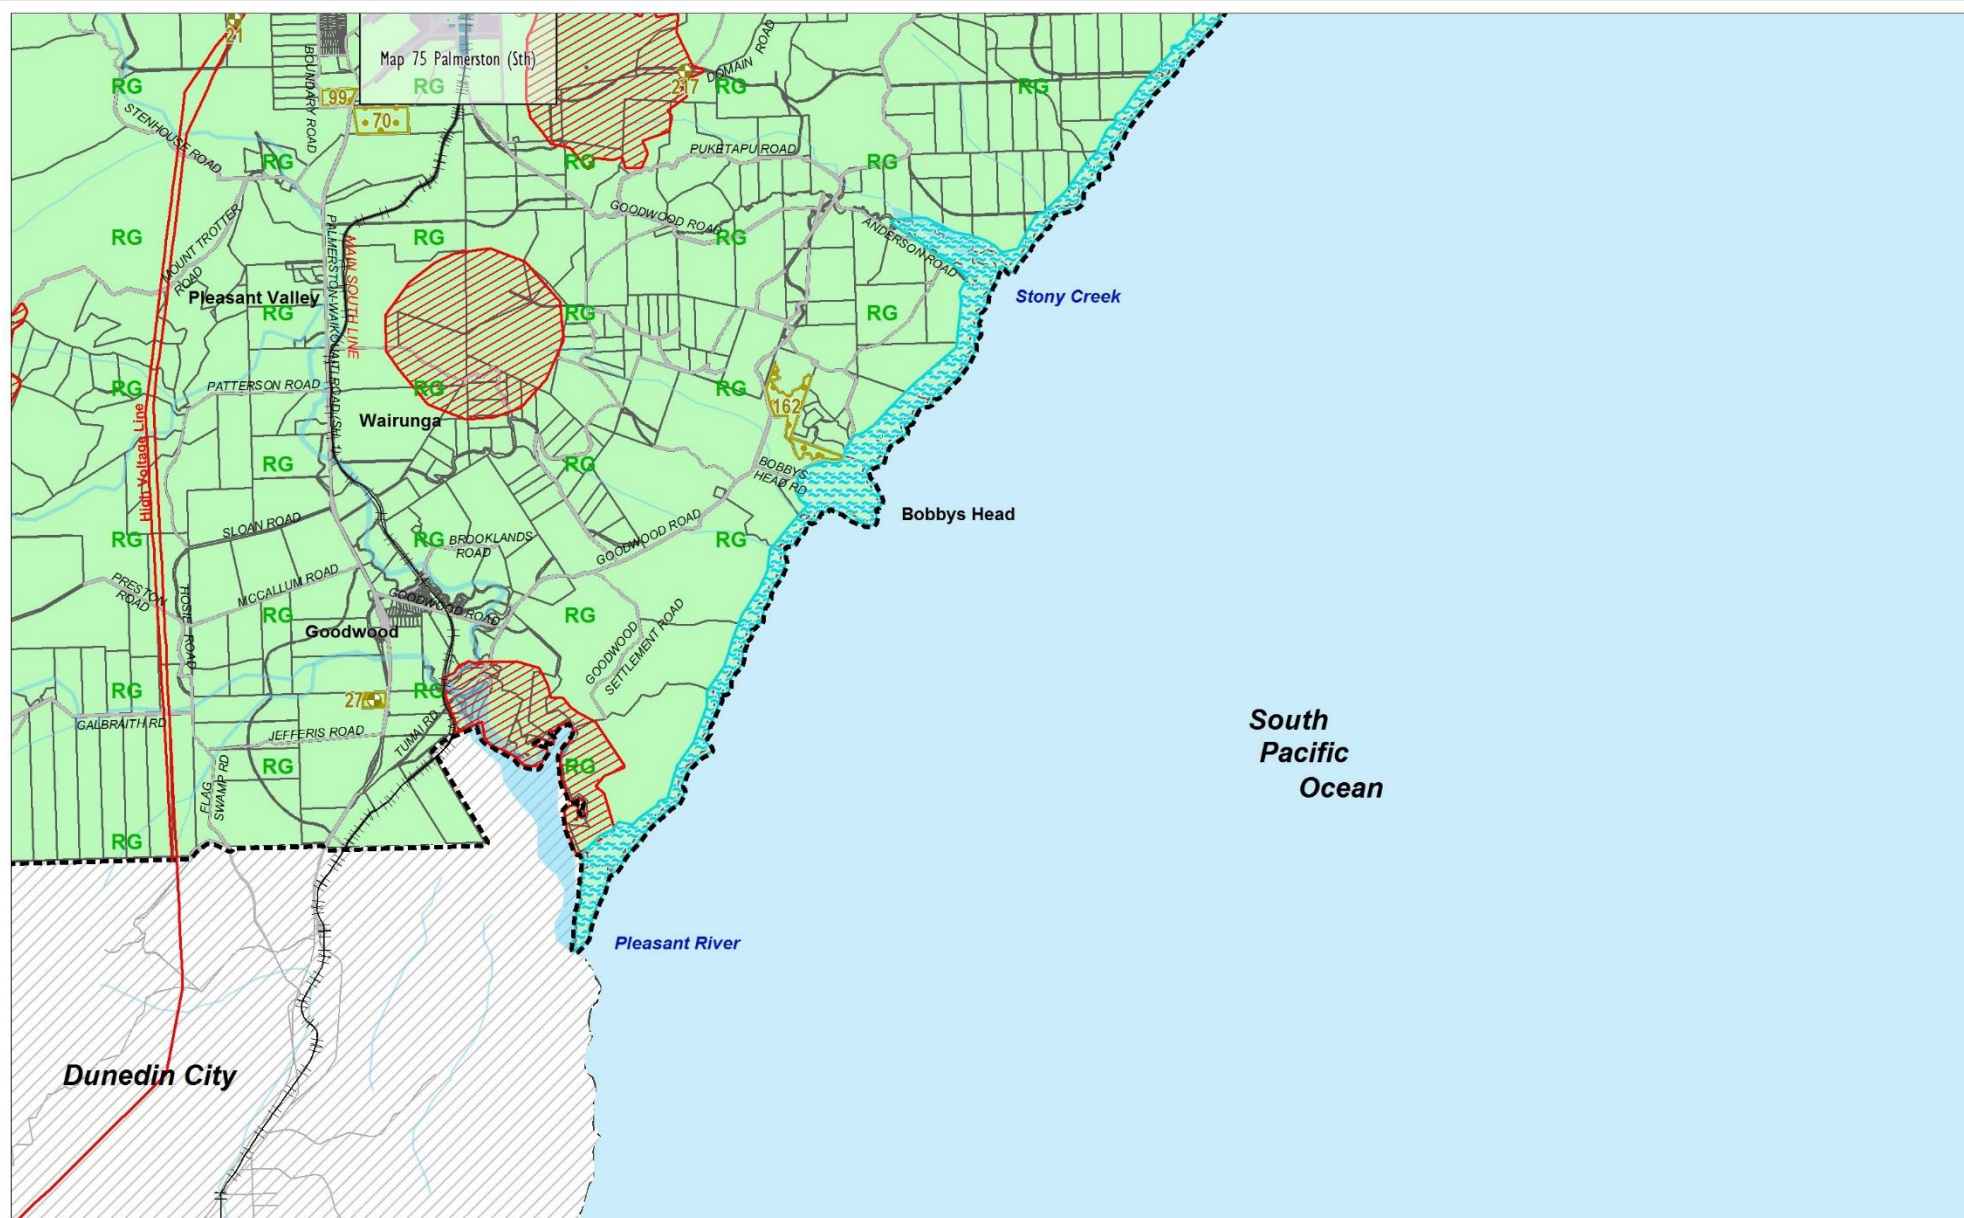 21
Map 75 Palmerston (Sth)
DOMAIN ROAD
217
RG
RG
RG
RG
BOUNDARY ROAD
99
70
STENHOUSE ROAD
PUKETAPU ROAD
RG
RG
RG
GOODWOOD ROAD
ANDERSON ROAD
MOUNT TROTTER
ROAD
RG
RG
RG
PALMERSTON-WAIKOUAITI ROAD (SH 1)
MAIN SOUTH LINE
Pleasant Valley
Stony Creek
RG
RG
RG
PATTERSON ROAD
RG
RG
RG
162
Wairunga
High Voltage Line
RG
RG
BOBBYS
HEAD RD
Bobbys Head
SLOAN ROAD
GOODWOOD ROAD
RG
RG
RG
BROOKLANDS
ROAD
PRESTON
ROAD
HOSIE ROAD
MCCALLUM ROAD
GOODWOOD ROAD
RG
RG
Goodwood
GOODWOOD
SETTLEMENT ROAD
RG
27
RG
GALBRAITH RD
JEFFERIS ROAD
TUMAI RD
South
Pacific
Ocean
FLAG
SWAMP RD
RG
RG
RG
Pleasant River
Dunedin City